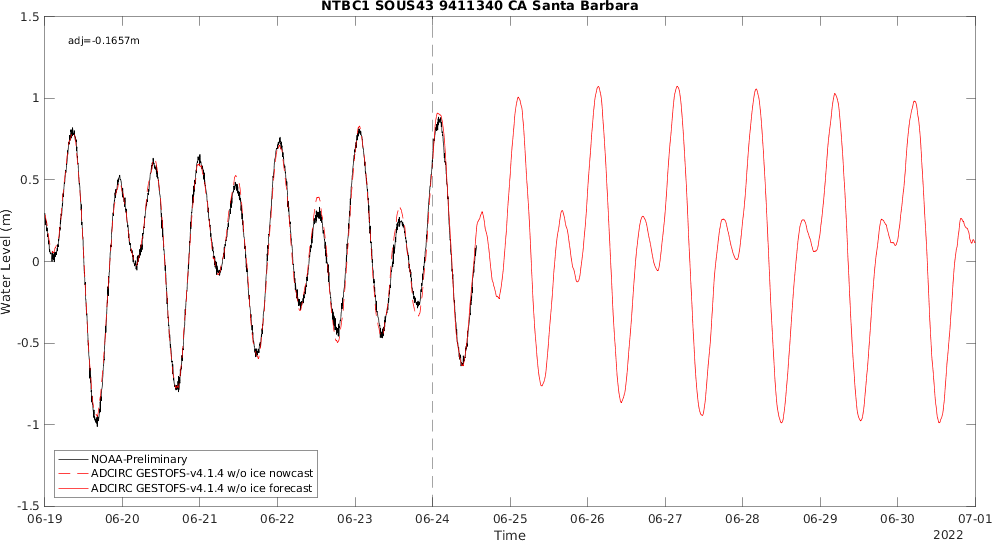 NTBC1 SOUS43 9411340 CA Santa Barbara
1.5
adj=-0.1657m
1
0.5
0
-0.5
-1
-1.5
Water Level (m)
NOAA-Preliminary
ADCIRC GESTOFS-v4.1.4 w/o ice nowcast
ADCIRC GESTOFS-v4.1.4 w/o ice forecast
06-19 06-20 06-21 06-22 06-23 06-24 06-25 06-26 06-27 06-28 06-29 06-30 07-01
Time
2022